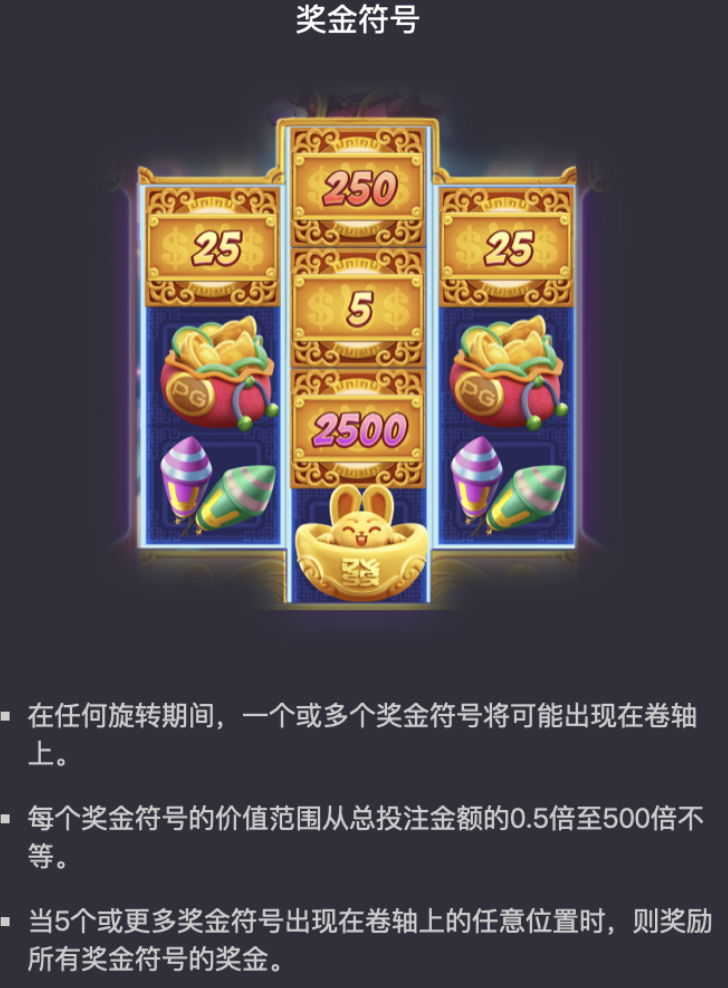 奖金符号
250
25
25
5
PG
PG
2500
發
在任何旋转期间，一个或多个奖金符号将可能出现在卷轴
上。
每个奖金符号的价值范围从总投注金额的0.5倍至500倍不
等。
当5个或更多奖金符号出现在卷轴上的任意位置时，则奖励
所有奖金符号的奖金。